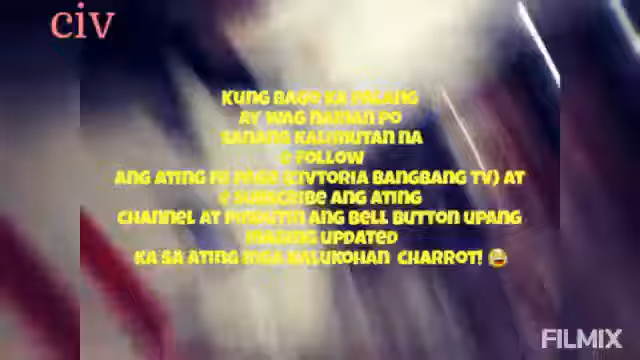 civ
KUNG BAGO KA PALANG
AY WAG NAMAN PO
SANANG KALIMUTAN NA
E FOLLOW
ANG ATING FB PAGE (CIVTORIA BANGBANG TV) AT
E SUBSCRIBE ANG ATING
CHANNEL AT PINDUTIN ANG BELL BUTTON UPANG
MAGING UPDATED
KA SA ATING MGA KALUKOHAN CHARROT! 😂
FILMIX